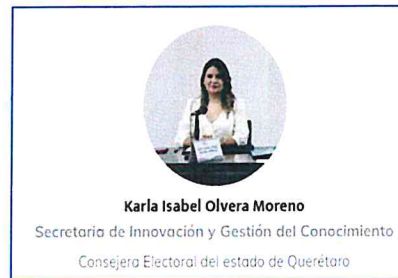 Karla Isabel Olvera Moreno
Secretaria de Innovación y Gestión del Conocimiento
Consejera Electoral del estado de Querétaro